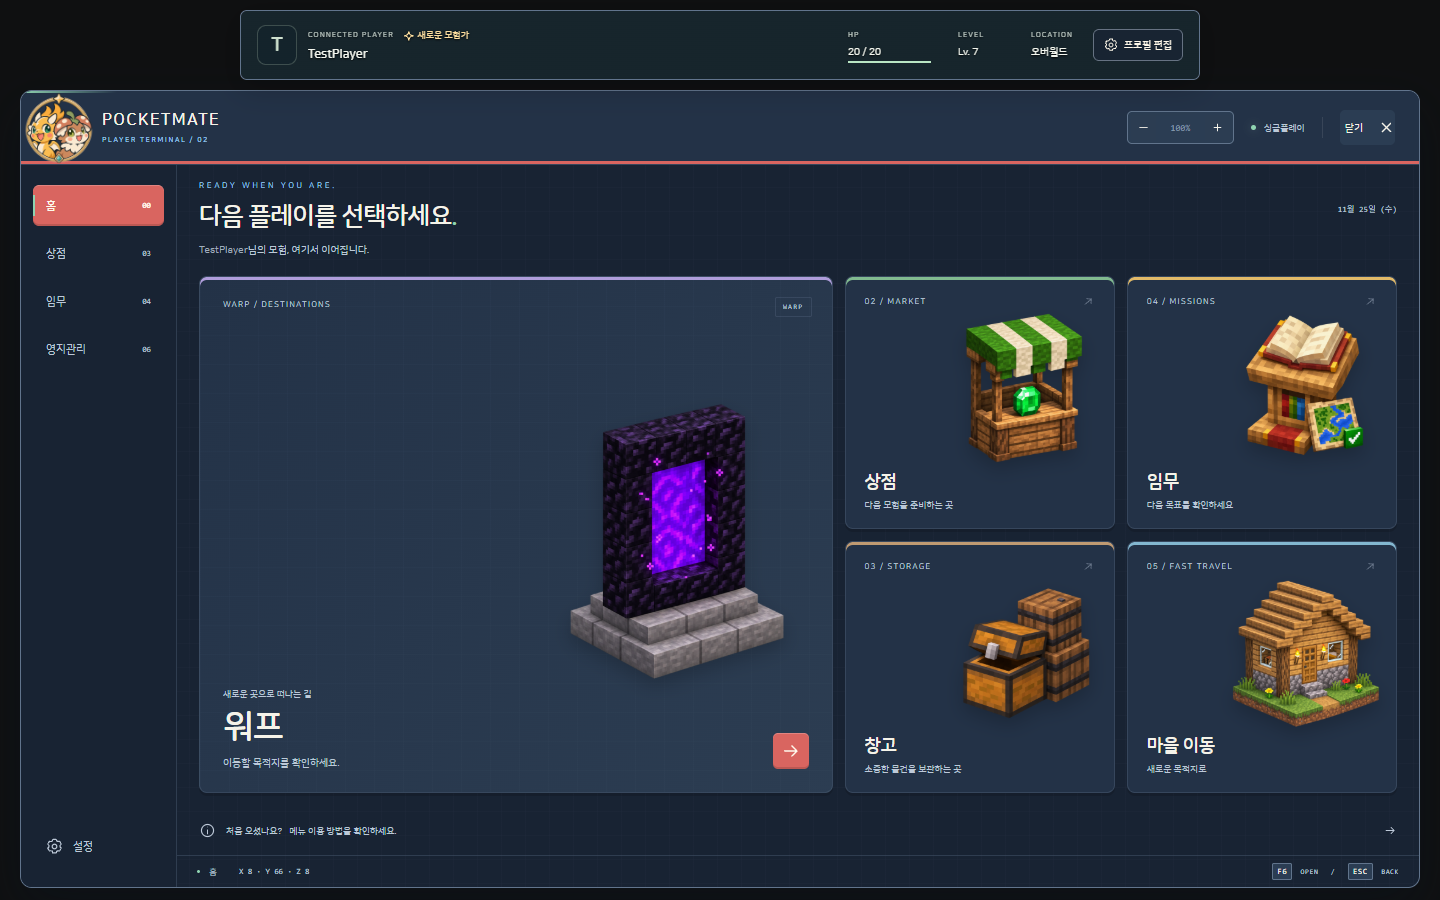 T
CONNECTED PLAYER 새로운 모험가
TestPlayer
HP
20 / 20
LEVEL
Lv. 7
LOCATION
오버월드
프로필 편집
POCKETMATE
PLAYER TERMINAL / 02
− 100% +
싱글플레이
닫기
홈 00
상점 03
임무 04
영지관리 06
설정
READY WHEN YOU ARE.
다음 플레이를 선택하세요.
TestPlayer님의 모험, 여기서 이어집니다.
11월 25일 (수)
WARP / DESTINATIONS
WARP
새로운 곳으로 떠나는 길
워프
이동할 목적지를 확인하세요.
02 / MARKET
상점
다음 모험을 준비하는 곳
04 / MISSIONS
임무
다음 목표를 확인하세요
03 / STORAGE
창고
소중한 물건을 보관하는 곳
05 / FAST TRAVEL
마을 이동
새로운 목적지로
처음 오셨나요? 메뉴 이용 방법을 확인하세요.
홈 X 8 · Y 66 · Z 8
F6 OPEN / ESC BACK